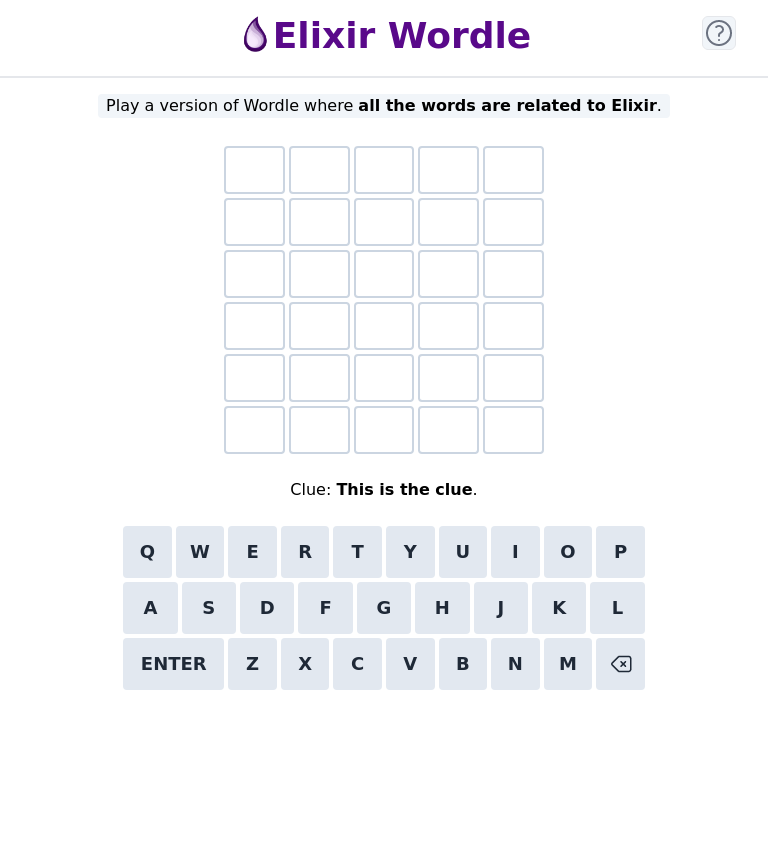 Elixir Wordle
?
Play a version of Wordle where all the words are related to Elixir.
Clue: This is the clue.
Q W E R T Y U I O P
A S D F G H J K L
ENTER Z X C V B N M